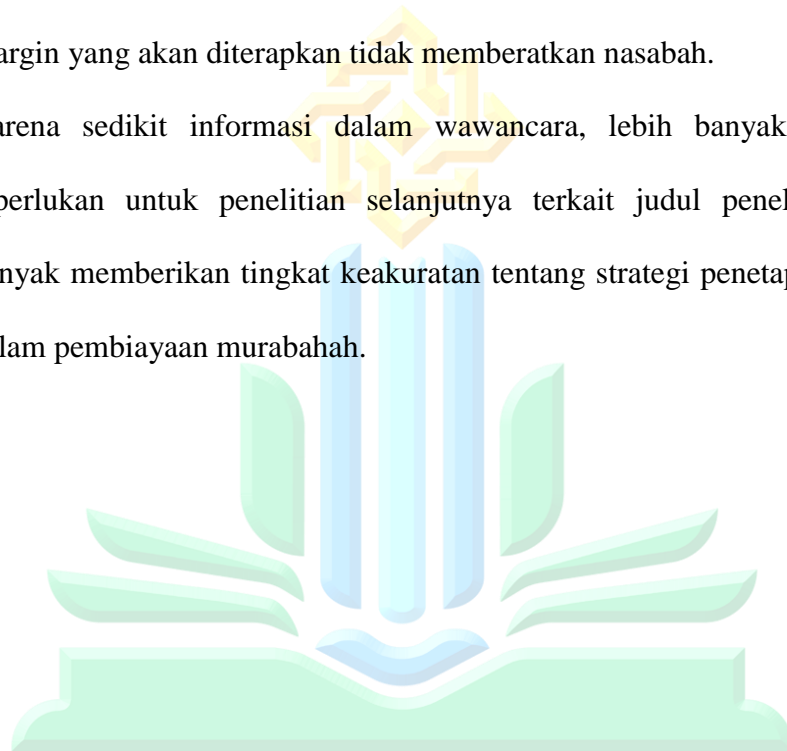 argin yang akan diterapkan tidak memberatkan nasabah.
arena sedikit informasi dalam wawancara, lebih banyak
perlukan untuk penelitian selanjutnya terkait judul penel
nyak memberikan tingkat keakuratan tentang strategi penetap
lam pembiayaan murabahah.